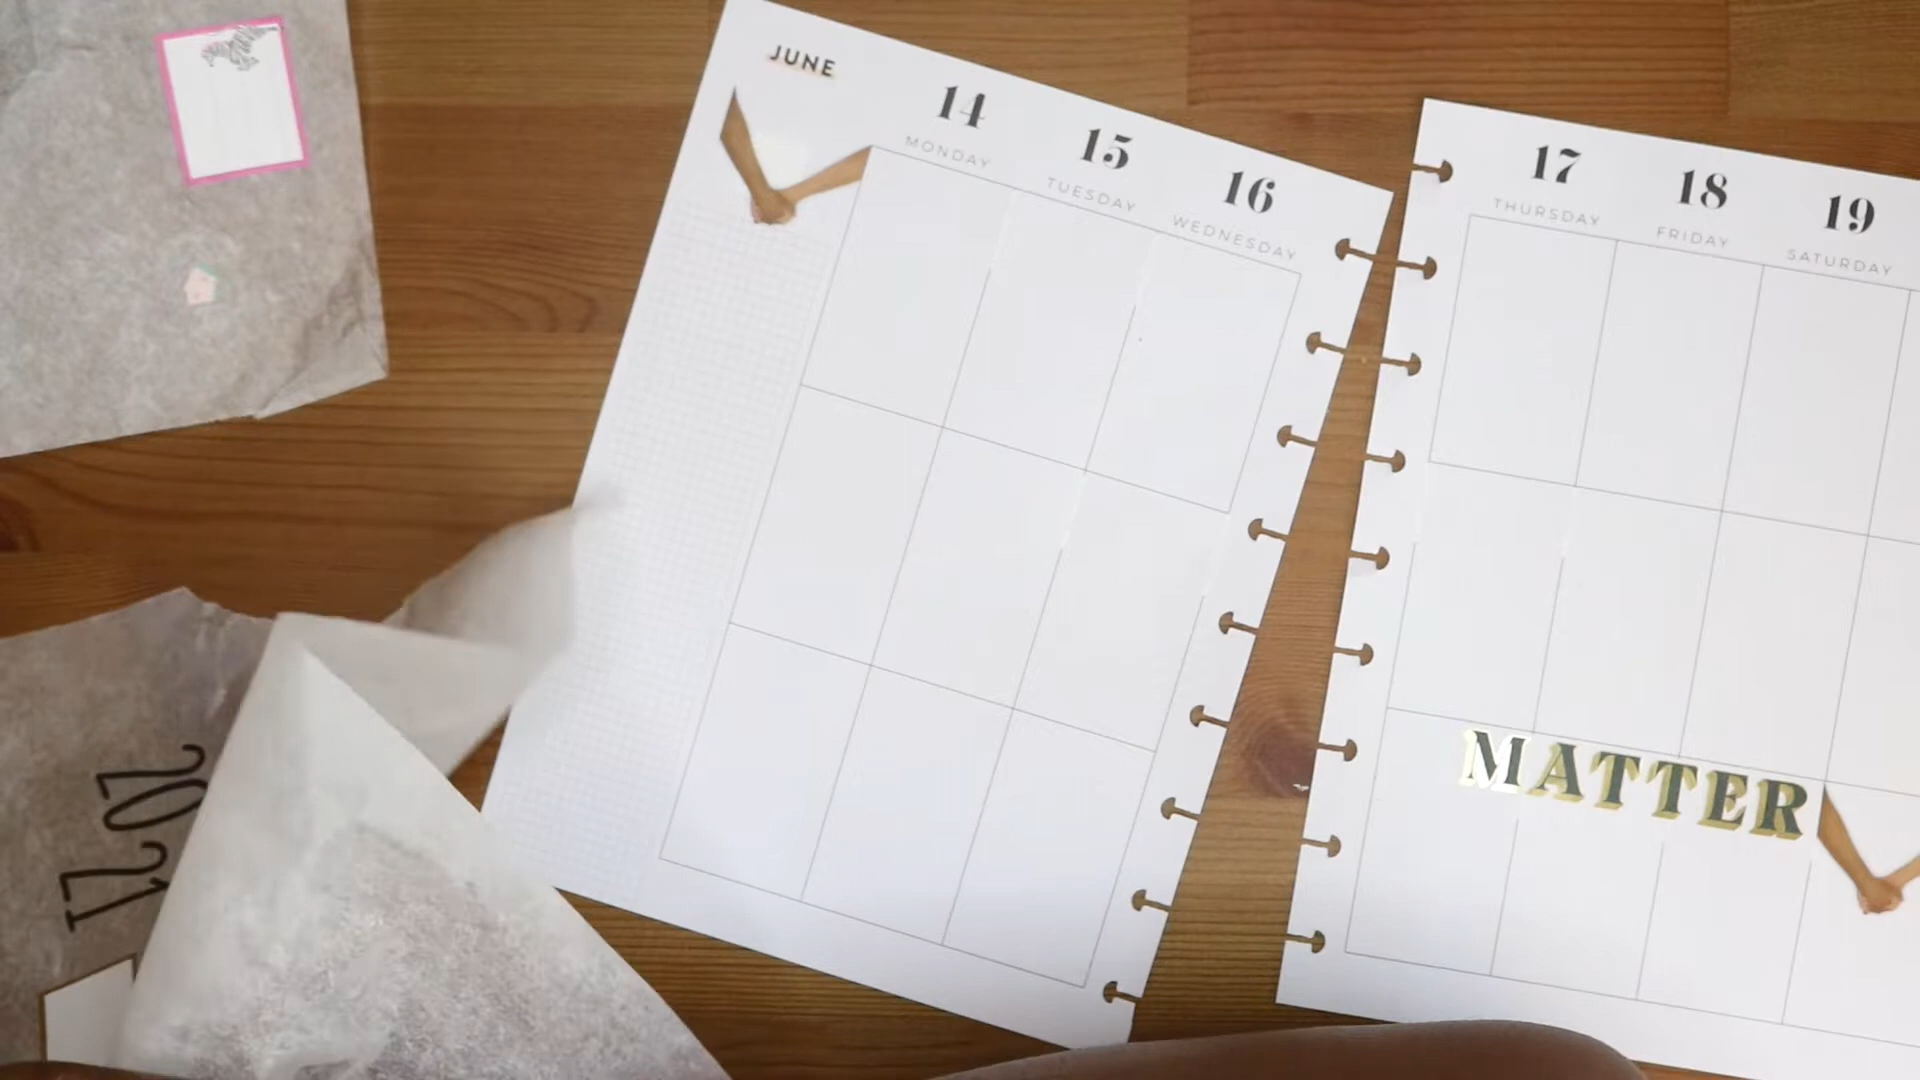 JUNE
14 15 16
MONDAY TUESDAY WEDNESDAY
17 18 19
THURSDAY FRIDAY SATURDAY
MATTER
2021